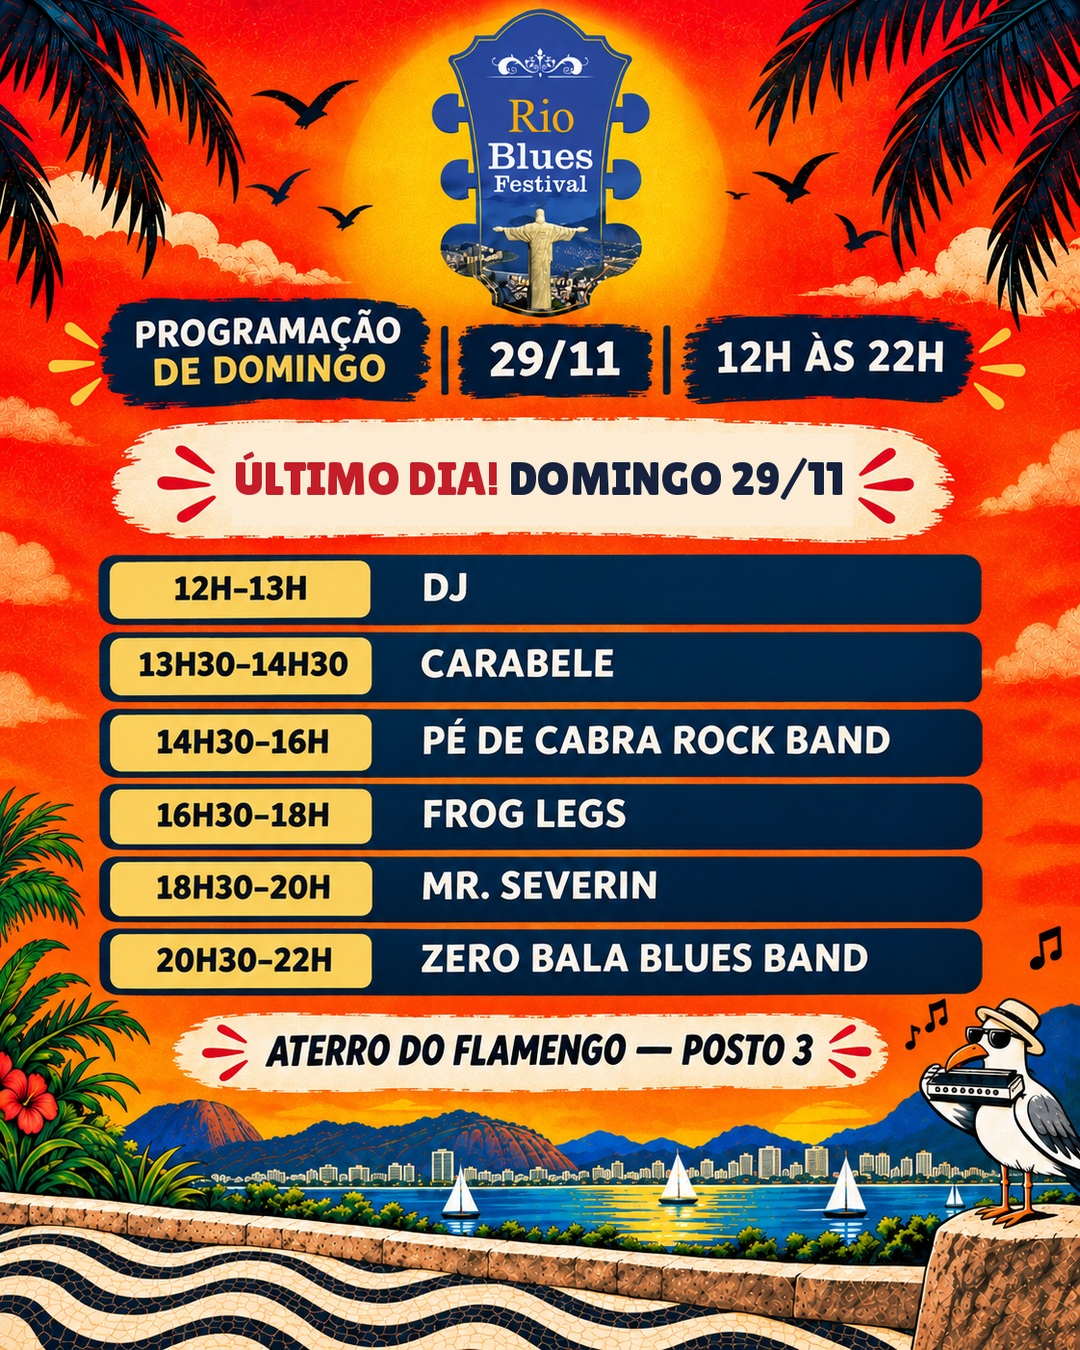 Rio
Blues
Festival
PROGRAMAÇÃO
DE DOMINGO
29/11
12H ÀS 22H
ÚLTIMO DIA! DOMINGO 29/11
12H–13H DJ
13H30–14H30 CARABELE
14H30–16H PÉ DE CABRA ROCK BAND
16H30–18H FROG LEGS
18H30–20H MR. SEVERIN
20H30–22H ZERO BALA BLUES BAND
ATERRO DO FLAMENGO — POSTO 3